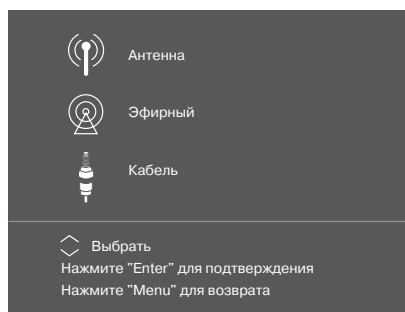 Антенна
Эфирный
Кабель
Выбрать
Нажмите "Enter" для подтверждения
Нажмите "Menu" для возврата